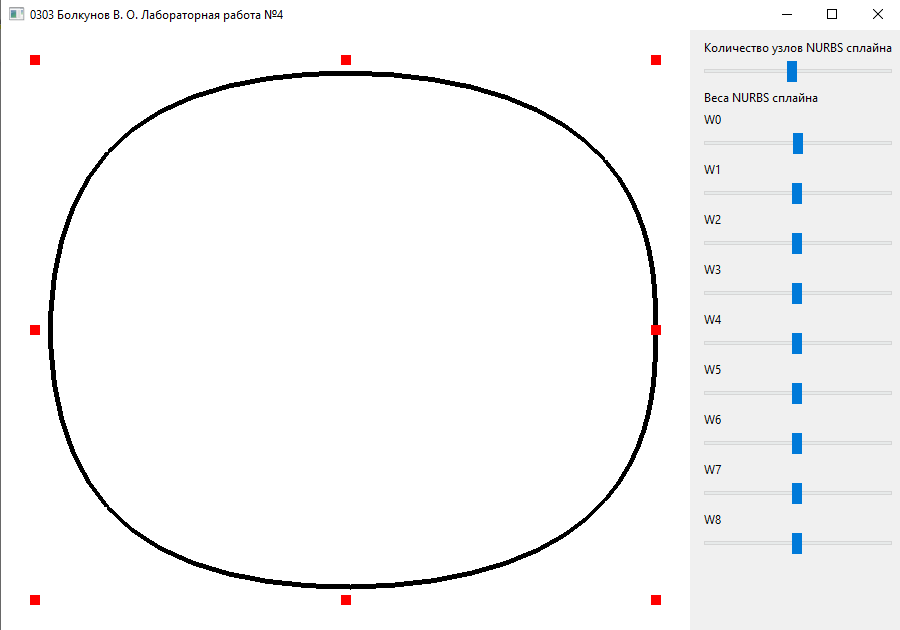 0303 Болкунов В. О. Лабораторная работа №4
Количество узлов NURBS сплайна
Веса NURBS сплайна
W0
W1
W2
W3
W4
W5
W6
W7
W8